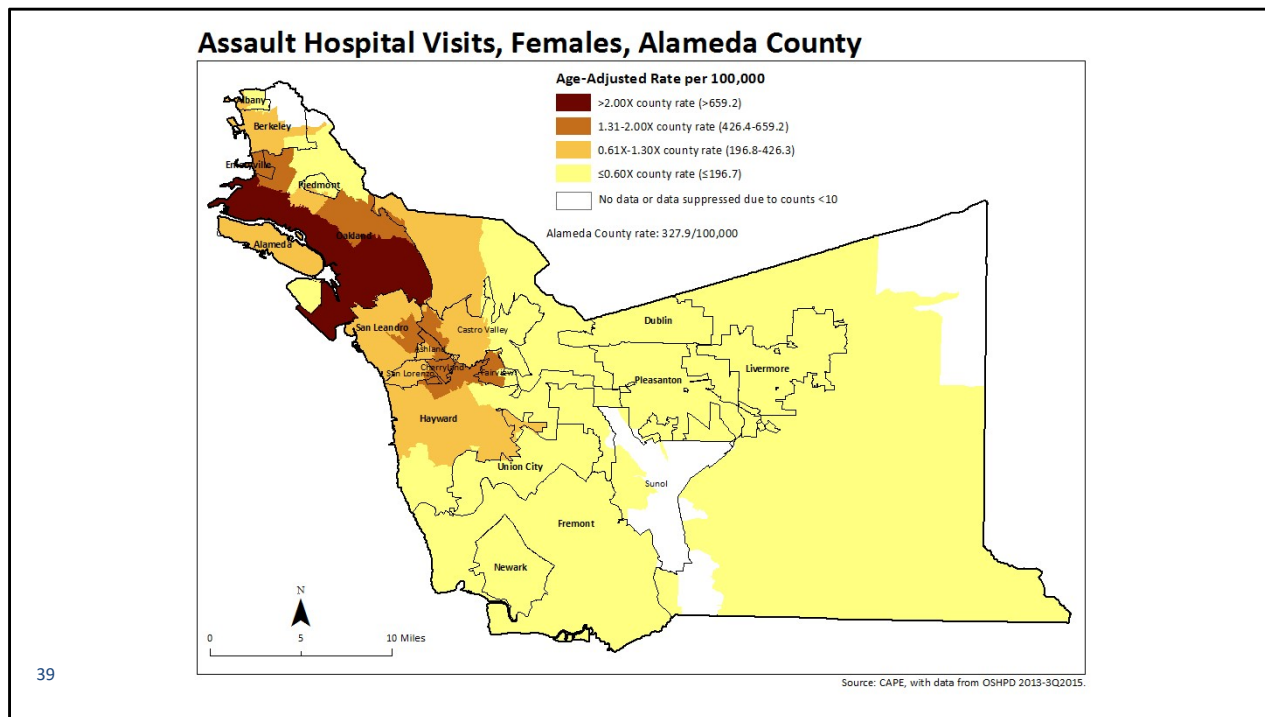 Assault Hospital Visits, Females, Alameda County
Age-Adjusted Rate per 100,000
>2.00X county rate (>659.2)
1.31-2.00X county rate (426.4-659.2)
0.61X-1.30X county rate (196.8-426.3)
≤0.60X county rate (≤196.7)
No data or data suppressed due to counts <10
Alameda County rate: 327.9/100,000
Albany
Berkeley
Emeryville
Piedmont
Oakland
Alameda
San Leandro
Castro Valley
Ashland
Cherryland
San Lorenzo
Fairview
Dublin
Livermore
Pleasanton
Hayward
Union City
Sunol
Fremont
Newark
N
0 5 10 Miles
39
Source: CAPE, with data from OSHPD 2013-3Q2015.